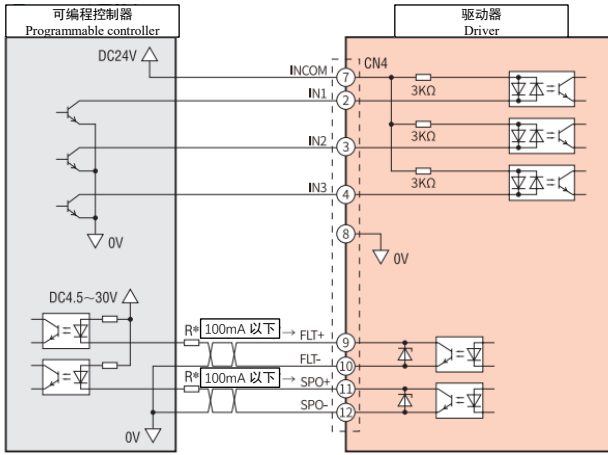 可编程控制器
Programmable controller
驱动器
Driver
DC24V
CN4
INCOM
7
3KΩ
IN1
2
IN2
3
3KΩ
IN3
4
3KΩ
8
0V
0V
DC4.5~30V
R* 100mA 以下 → FLT+
9
FLT-
10
R* 100mA 以下 → SPO+
11
SPO-
12
0V